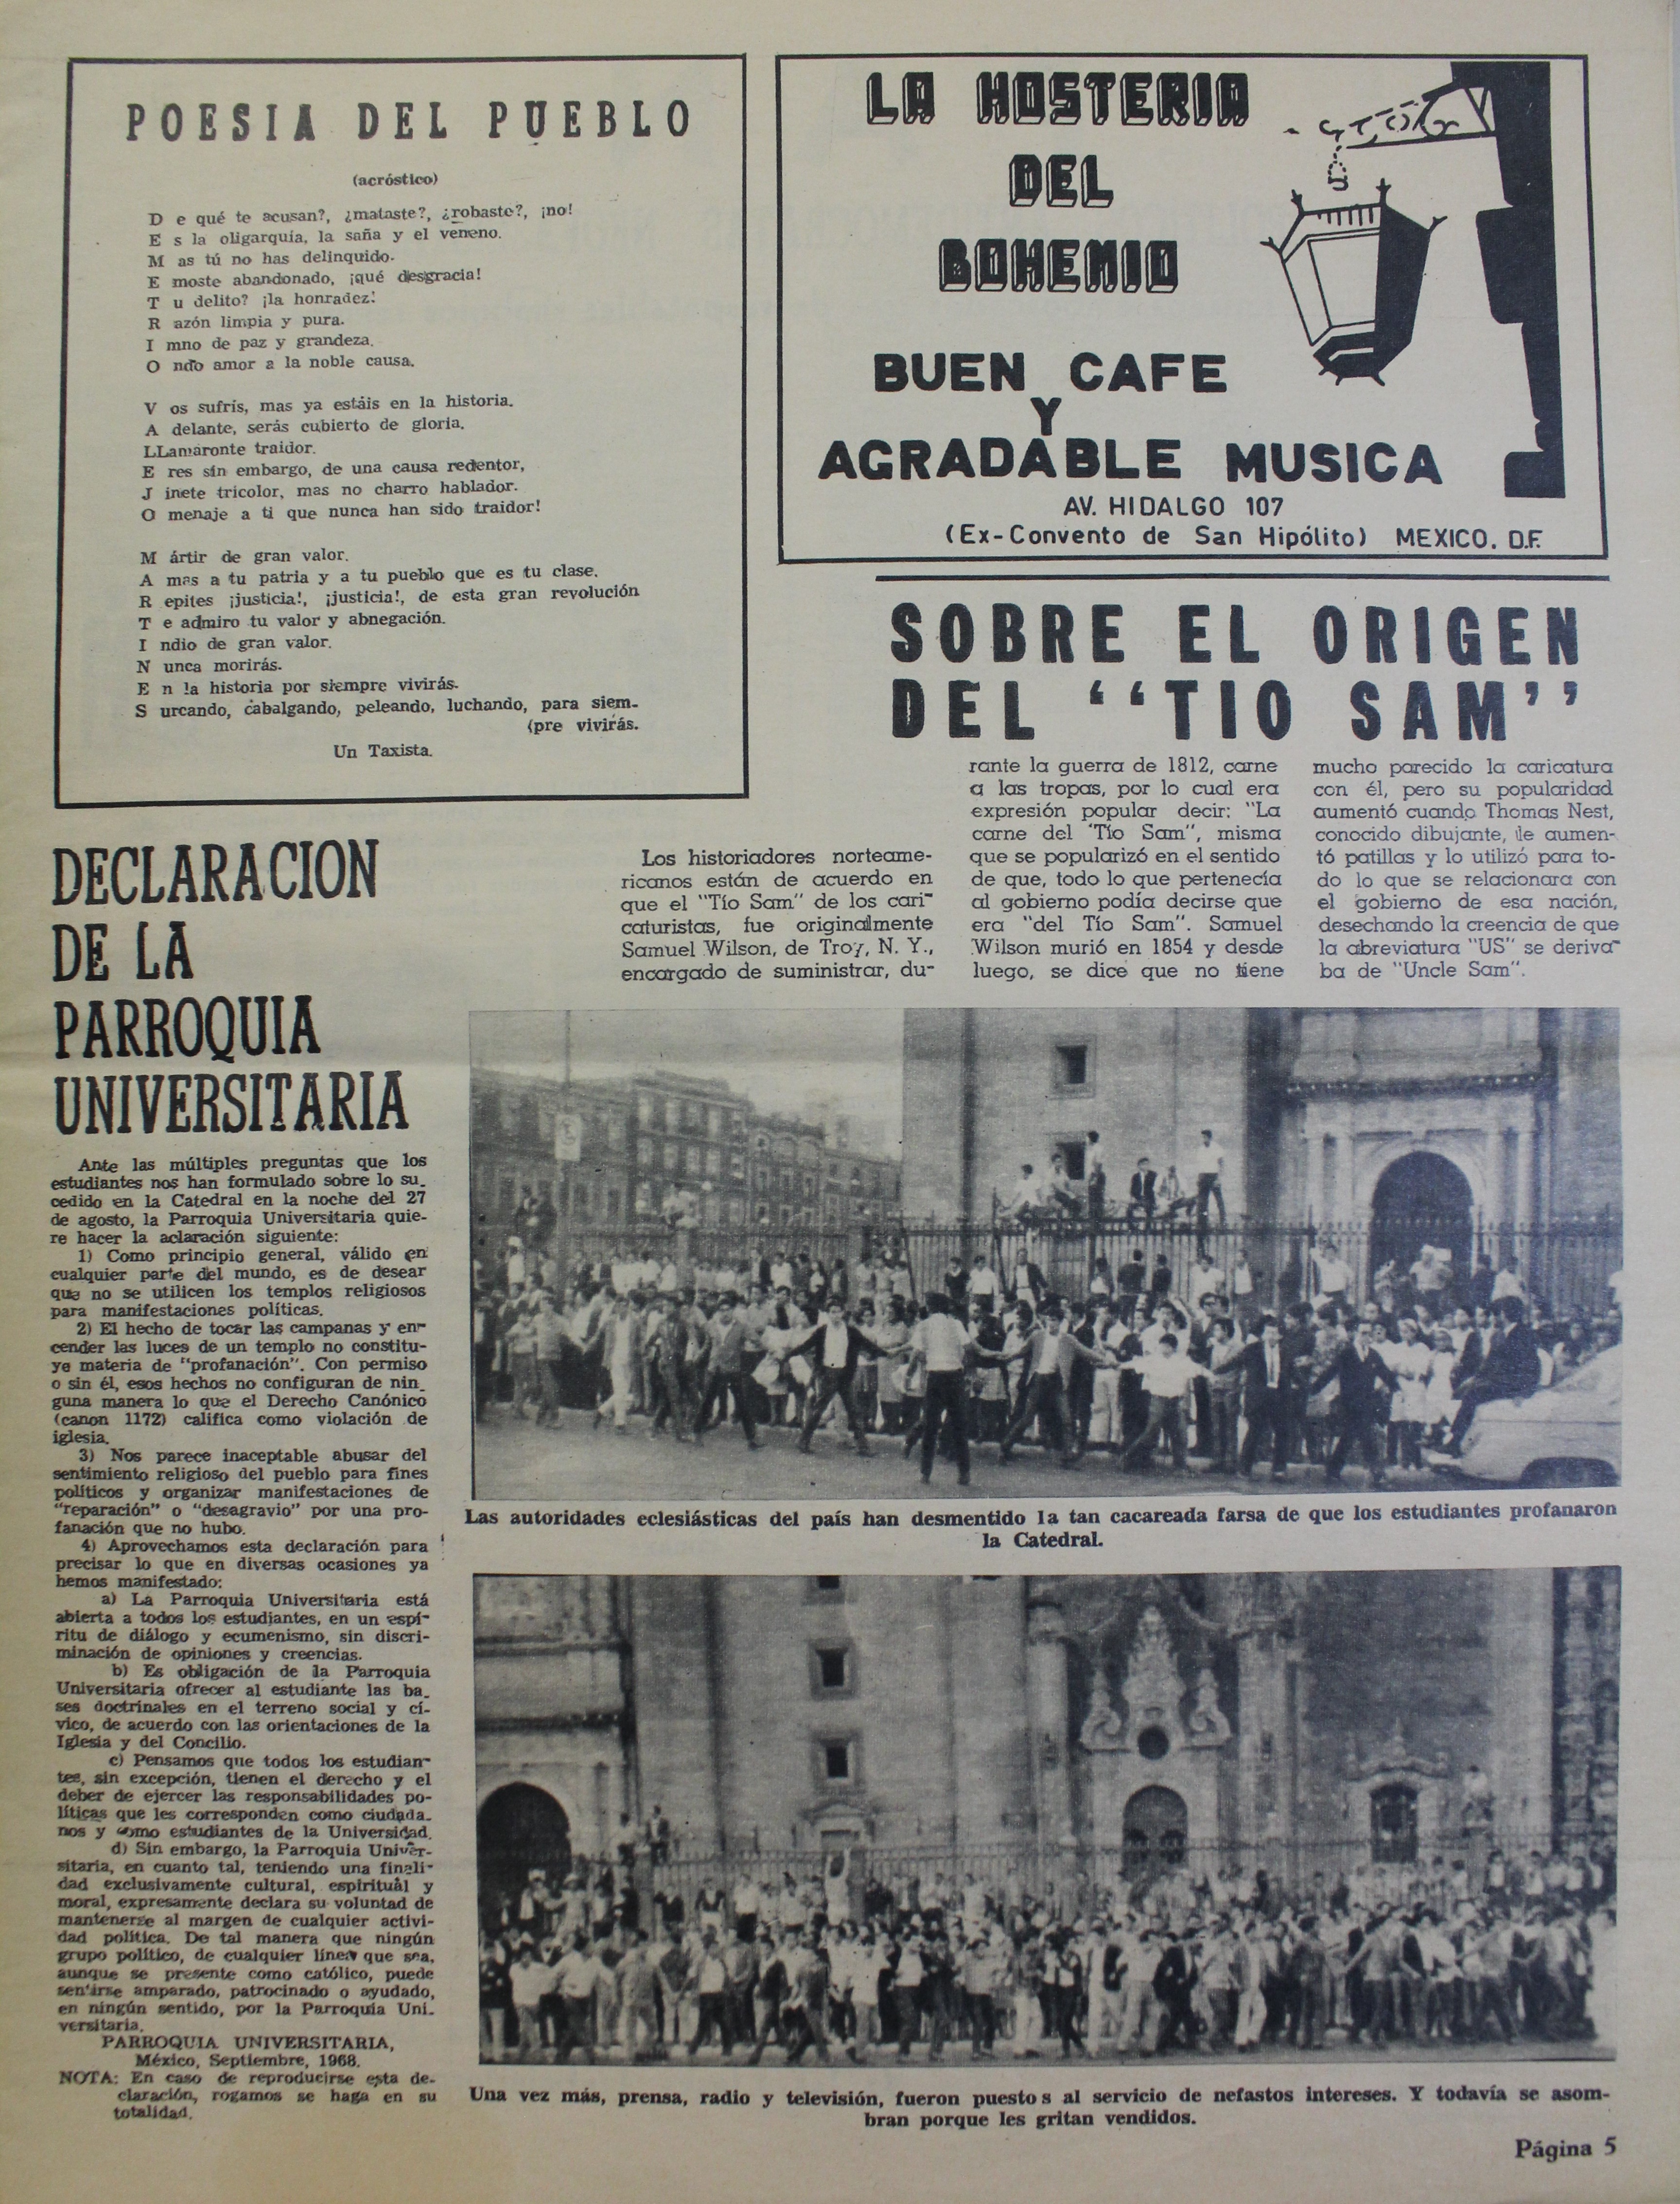 POESIA DEL PUEBLO
(acróstico)
D e qué te acusan?, ¿mataste?, ¿robaste?, ¡no!
E s la oligarquía, la saña y el veneno.
M as tú no has delinquido.
E moste abandonado, ¡qué desgracia!
T u delito? ¡la honradez!
R azón limpia y pura.
I mno de paz y grandeza.
O ndo amor a la noble causa.
V os sufrís, mas ya estáis en la historia.
A delante, serás cubierto de gloria.
LLamáronte traidor.
E res sin embargo, de una causa redentor,
J inete tricolor, mas no charro hablador.
O menaje a ti que nunca han sido traidor!
M ártir de gran valor.
A mas a tu patria y a tu pueblo que es tu clase.
R epites ¡justicia!, ¡justicia!, de esta gran revolución
T e admiro tu valor y abnegación.
I ndio de gran valor.
N unca morirás.
E n la historia por siempre vivirás.
S urcando, cabalgando, peleando, luchando, para siem-
(pre vivirás.
Un Taxista.
LA HOSTERIA
DEL
BOHEMIO
BUEN CAFE
Y
AGRADABLE MUSICA
AV. HIDALGO 107
(Ex-Convento de San Hipólito) MEXICO. D.F.
SOBRE EL ORIGEN
DEL "TIO SAM"
Los historiadores norteame-
ricanos están de acuerdo en
que el "Tío Sam" de los cari-
caturistas, fue originalmente
Samuel Wilson, de Troy, N. Y.,
encargado de suministrar, du-
rante la guerra de 1812, carne
a las tropas, por lo cual era
expresión popular decir: "La
carne del 'Tío Sam", misma
que se popularizó en el sentido
de que, todo lo que pertenecía
al gobierno podía decirse que
era "del Tío Sam". Samuel
Wilson murió en 1854 y desde
luego, se dice que no tiene
mucho parecido la caricatura
con él, pero su popularidad
aumentó cuando Thomas Nest,
conocido dibujante, le aumen-
tó patillas y lo utilizó para to-
do lo que se relacionara con
el gobierno de esa nación,
desechando la creencia de que
la abreviatura "US" se deriva-
ba de "Uncle Sam".
DECLARACION
DE LA
PARROQUIA
UNIVERSITARIA
Ante las múltiples preguntas que los
estudiantes nos han formulado sobre lo su_
cedido en la Catedral en la noche del 27
de agosto, la Parroquia Universitaria quie-
re hacer la aclaración siguiente:
1) Como principio general, válido en
cualquier parte del mundo, es de desear
que no se utilicen los templos religiosos
para manifestaciones políticas.
2) El hecho de tocar las campanas y en-
cender las luces de un templo no constitu-
ye materia de "profanación". Con permiso
o sin él, esos hechos no configuran de nin_
guna manera lo que el Derecho Canónico
(canon 1172) califica como violación de
iglesia.
3) Nos parece inaceptable abusar del
sentimiento religioso del pueblo para fines
políticos y organizar manifestaciones de
"reparación" o "desagravio" por una pro-
fanación que no hubo.
4) Aprovechamos esta declaración para
precisar lo que en diversas ocasiones ya
hemos manifestado:
a) La Parroquia Universitaria está
abierta a todos los estudiantes, en un espí-
ritu de diálogo y ecumenismo, sin discri-
minación de opiniones y creencias.
b) Es obligación de la Parroquia
Universitaria ofrecer al estudiante las ba_
ses doctrinales en el terreno social y cí-
vico, de acuerdo con las orientaciones de la
Iglesia y del Concilio.
c) Pensamos que todos los estudian-
tes, sin excepción, tienen el derecho y el
deber de ejercer las responsabilidades po-
líticas que les corresponden como ciudada_
nos y como estudiantes de la Universidad.
d) Sin embargo, la Parroquia Univer-
sitaria, en cuanto tal, teniendo una finali-
dad exclusivamente cultural, espiritual y
moral, expresamente declara su voluntad de
mantenerse al margen de cualquier activi-
dad política. De tal manera que ningún
grupo político, de cualquier línea que sea,
aunque se presente como católico, puede
sentirse amparado, patrocinado o ayudado,
en ningún sentido, por la Parroquia Uni_
versitaria.
PARROQUIA UNIVERSITARIA,
México, Septiembre, 1968.
NOTA: En caso de reproducirse esta de-
claración, rogamos se haga en su
totalidad.
Las autoridades eclesiásticas del país han desmentido la tan cacareada farsa de que los estudiantes profanaron
la Catedral.
Una vez más, prensa, radio y televisión, fueron puestos al servicio de nefastos intereses. Y todavía se asom-
bran porque les gritan vendidos.
Página 5